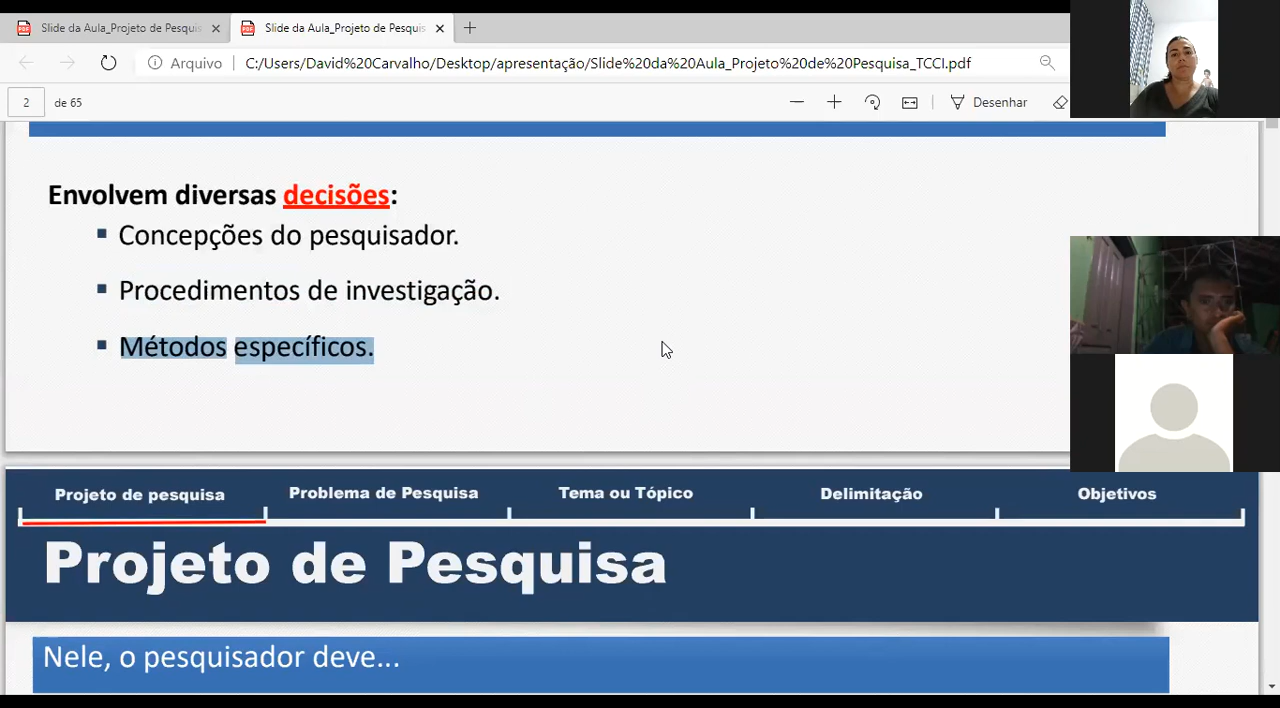 Slide da Aula_Projeto de Pesquis
Slide da Aula_Projeto de Pesquis
Arquivo
C:/Users/David%20Carvalho/Desktop/apresentação/Slide%20da%20Aula_Projeto%20de%20Pesquisa_TCCI.pdf
2 de 65
Desenhar
Envolvem diversas decisões:
▪ Concepções do pesquisador.
▪ Procedimentos de investigação.
▪ Métodos específicos.
Projeto de pesquisa
Problema de Pesquisa
Tema ou Tópico
Delimitação
Objetivos
Projeto de Pesquisa
Nele, o pesquisador deve...